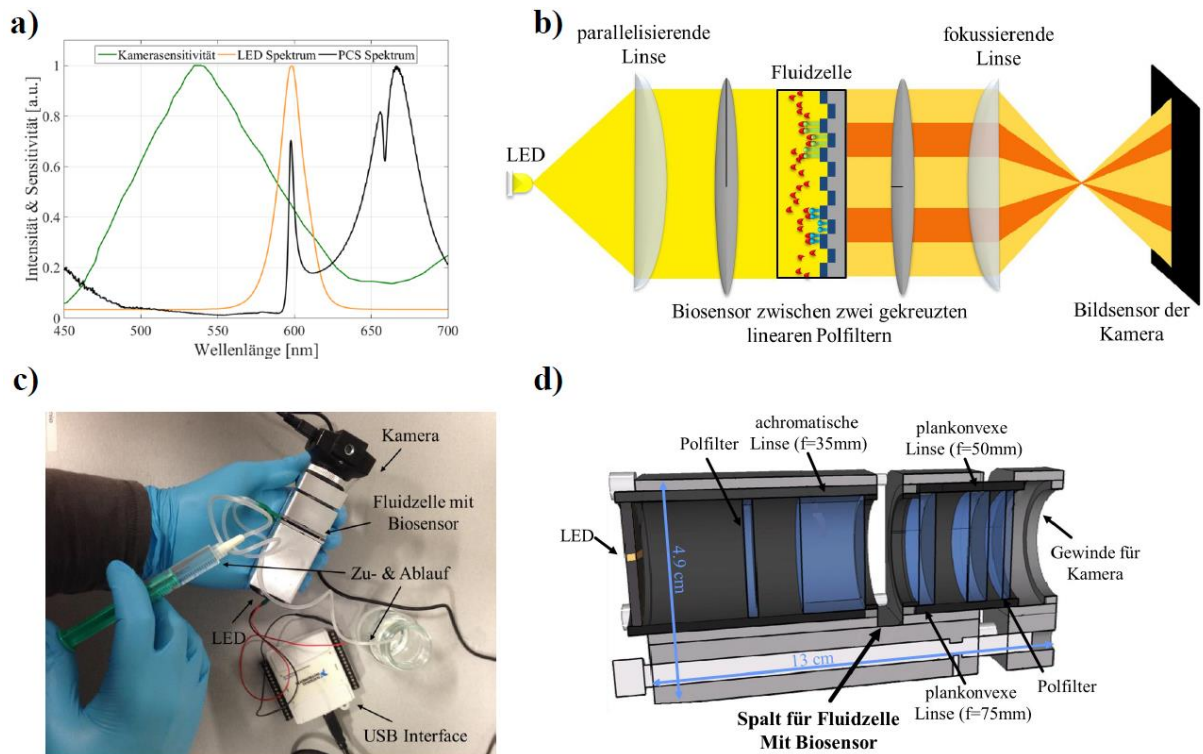 a)
Kamerasensitivität LED Spektrum PCS Spektrum
Intensität & Sensitivität [a.u.]
1
0.8
0.6
0.4
0.2
0
450 500 550 600 650 700
Wellenlänge [nm]
b)
parallelisierende
Linse
fokussierende
Linse
Fluidzelle
LED
Biosensor zwischen zwei gekreuzten
linearen Polfiltern
Bildsensor der
Kamera
c)
Kamera
Fluidzelle mit
Biosensor
Zu- & Ablauf
LED
USB Interface
d)
achromatische
Linse (f=35mm)
plankonvexe
Linse (f=50mm)
Polfilter
LED
4.9 cm
Gewinde für
Kamera
13 cm
plankonvexe
Linse (f=75mm)
Polfilter
Spalt für Fluidzelle
Mit Biosensor